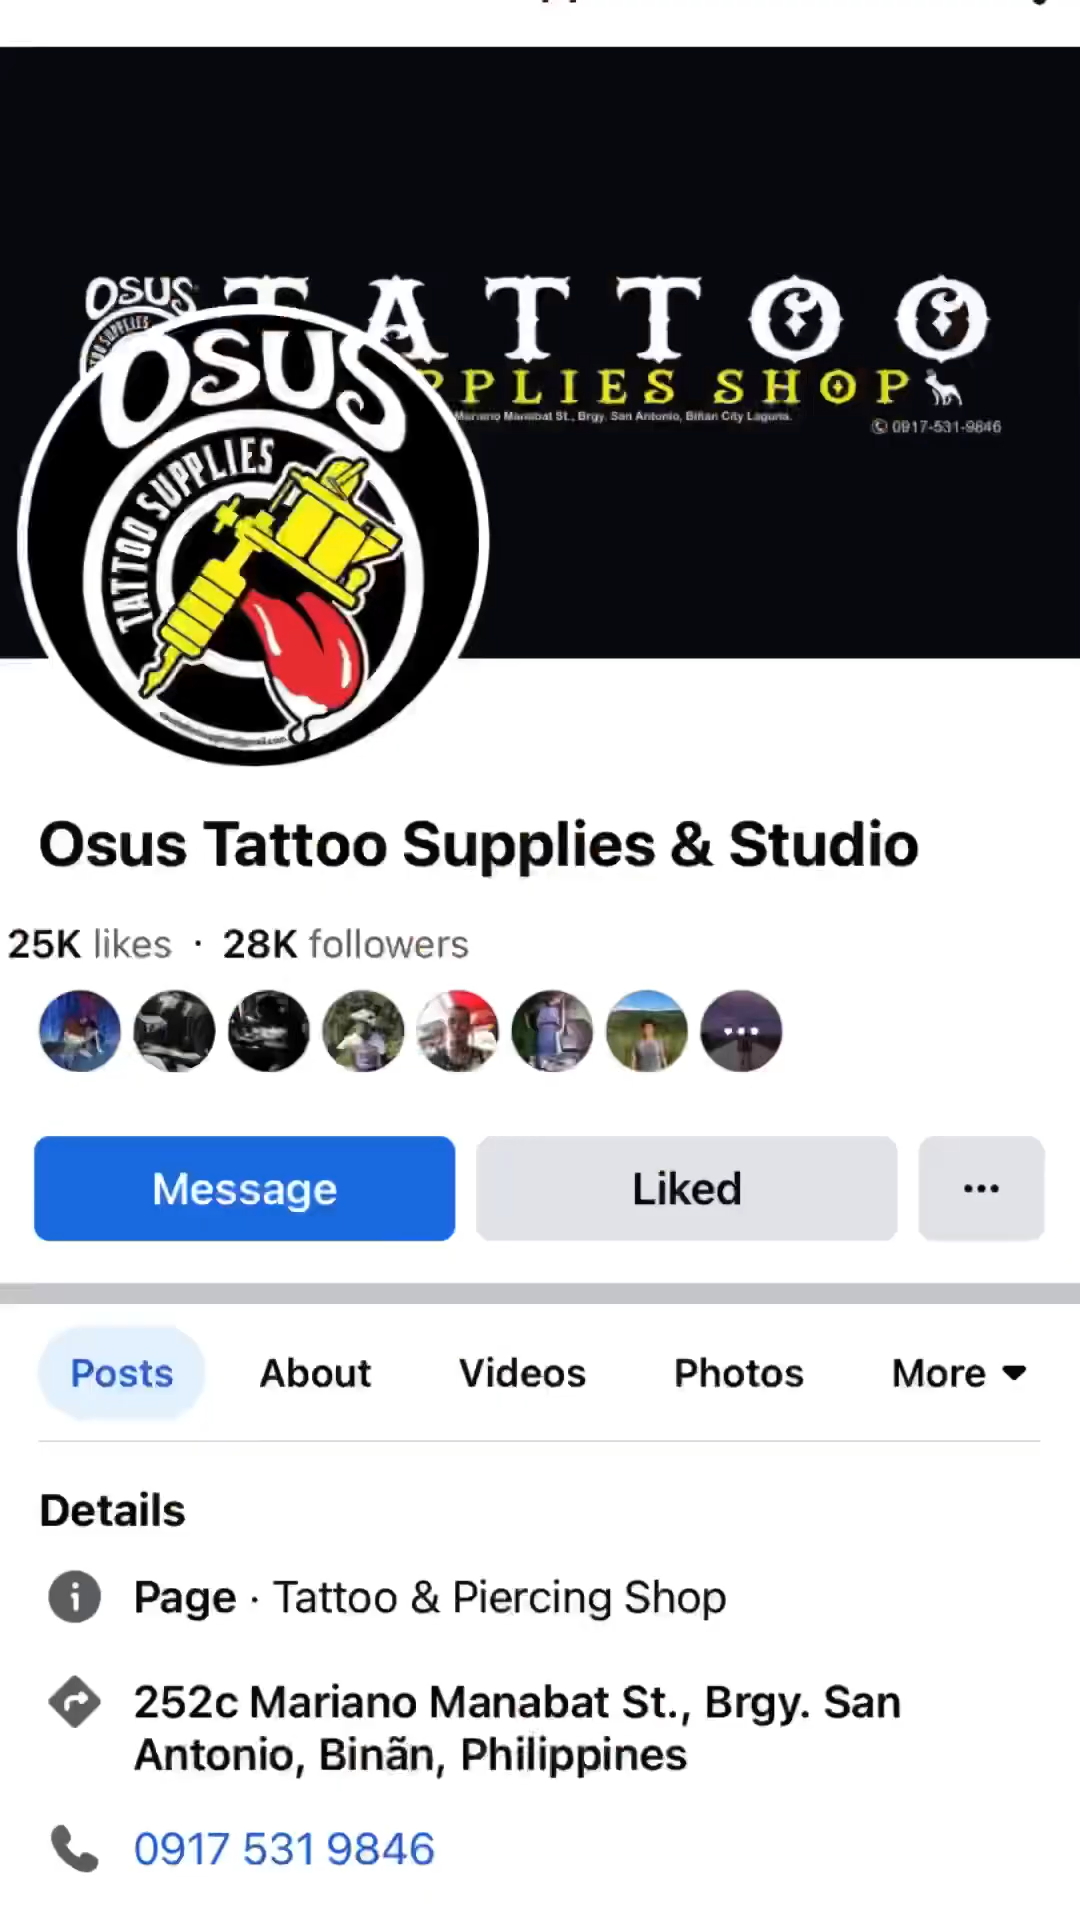 OSUS
TATTOO
PPLIES SHOP
Mariano Manabat St., Brgy. San Antonio, Biñan City Laguna.
0917-531-9846
OSUS
TATTOO SUPPLIES
Osus Tattoo Supplies & Studio
25K likes · 28K followers
Message
Liked
Posts
About
Videos
Photos
More
Details
Page · Tattoo & Piercing Shop
252c Mariano Manabat St., Brgy. San
Antonio, Binãn, Philippines
0917 531 9846